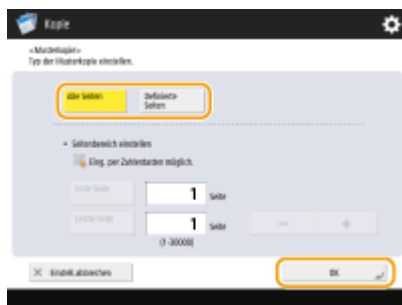 Kopie
<Musterkopie>
Typ der Musterkopie einstellen.
Alle Seiten
Definierte Seiten
Seitenbereich einstellen
Eing. per Zahlentasten möglich.
Erste Seite
1 Seite
Letzte Seite
1 Seite
- +
(1-30000)
× Einstell.abbrechen
OK